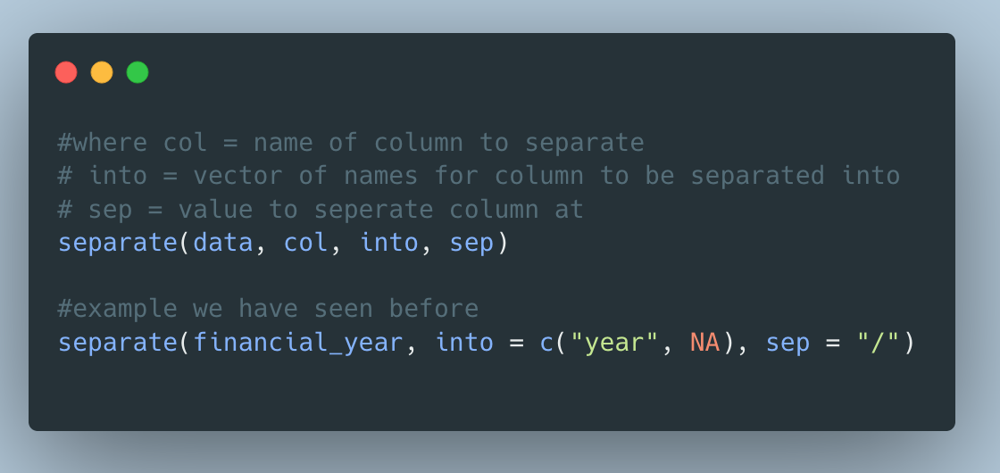 #where col = name of column to separate
# into = vector of names for column to be separated into
# sep = value to seperate column at
separate(data, col, into, sep)
#example we have seen before
separate(financial_year, into = c("year", NA), sep = "/")